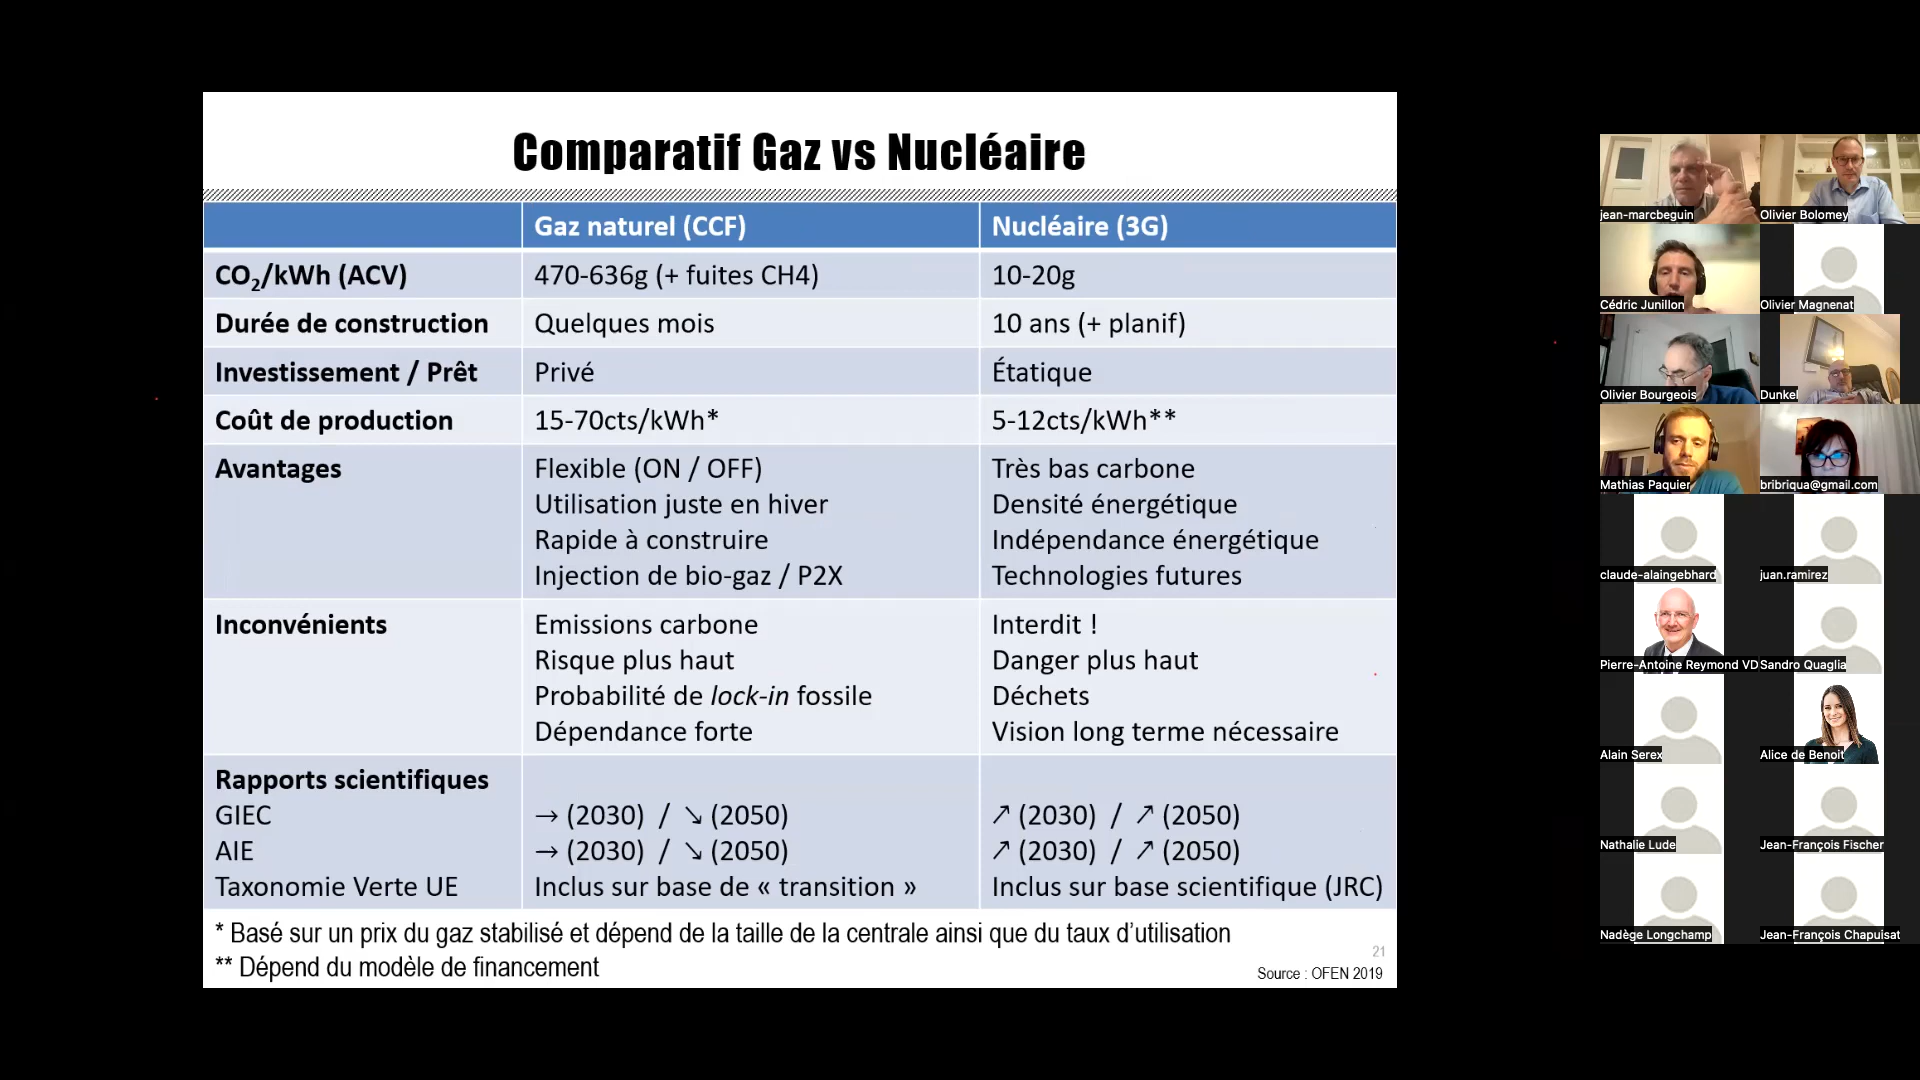 Comparatif Gaz vs Nucléaire
Gaz naturel (CCF) Nucléaire (3G)
CO₂/kWh (ACV) 470-636g (+ fuites CH4) 10-20g
Durée de construction Quelques mois 10 ans (+ planif)
Investissement / Prêt Privé Étatique
Coût de production 15-70cts/kWh* 5-12cts/kWh**
Avantages Flexible (ON / OFF) Très bas carbone
Utilisation juste en hiver Densité énergétique
Rapide à construire Indépendance énergétique
Injection de bio-gaz / P2X Technologies futures
Inconvénients Emissions carbone Interdit !
Risque plus haut Danger plus haut
Probabilité de lock-in fossile Déchets
Dépendance forte Vision long terme nécessaire
Rapports scientifiques
GIEC → (2030) / ↘ (2050) ↗ (2030) / ↗ (2050)
AIE → (2030) / ↘ (2050) ↗ (2030) / ↗ (2050)
Taxonomie Verte UE Inclus sur base de « transition » Inclus sur base scientifique (JRC)
* Basé sur un prix du gaz stabilisé et dépend de la taille de la centrale ainsi que du taux d’utilisation
** Dépend du modèle de financement
21
Source : OFEN 2019
jean-marcbeguin Olivier Bolomey
Cédric Junillon Olivier Magnenat
Olivier Bourgeois Dunkel
Mathias Paquier bribriqua@gmail.com
claude-alaingebhard juan.ramirez
Pierre-Antoine Reymond VD Sandro Quaglia
Alain Serex Alice de Benoit
Nathalie Lude Jean-François Fischer
Nadège Longchamp Jean-François Chapuisat